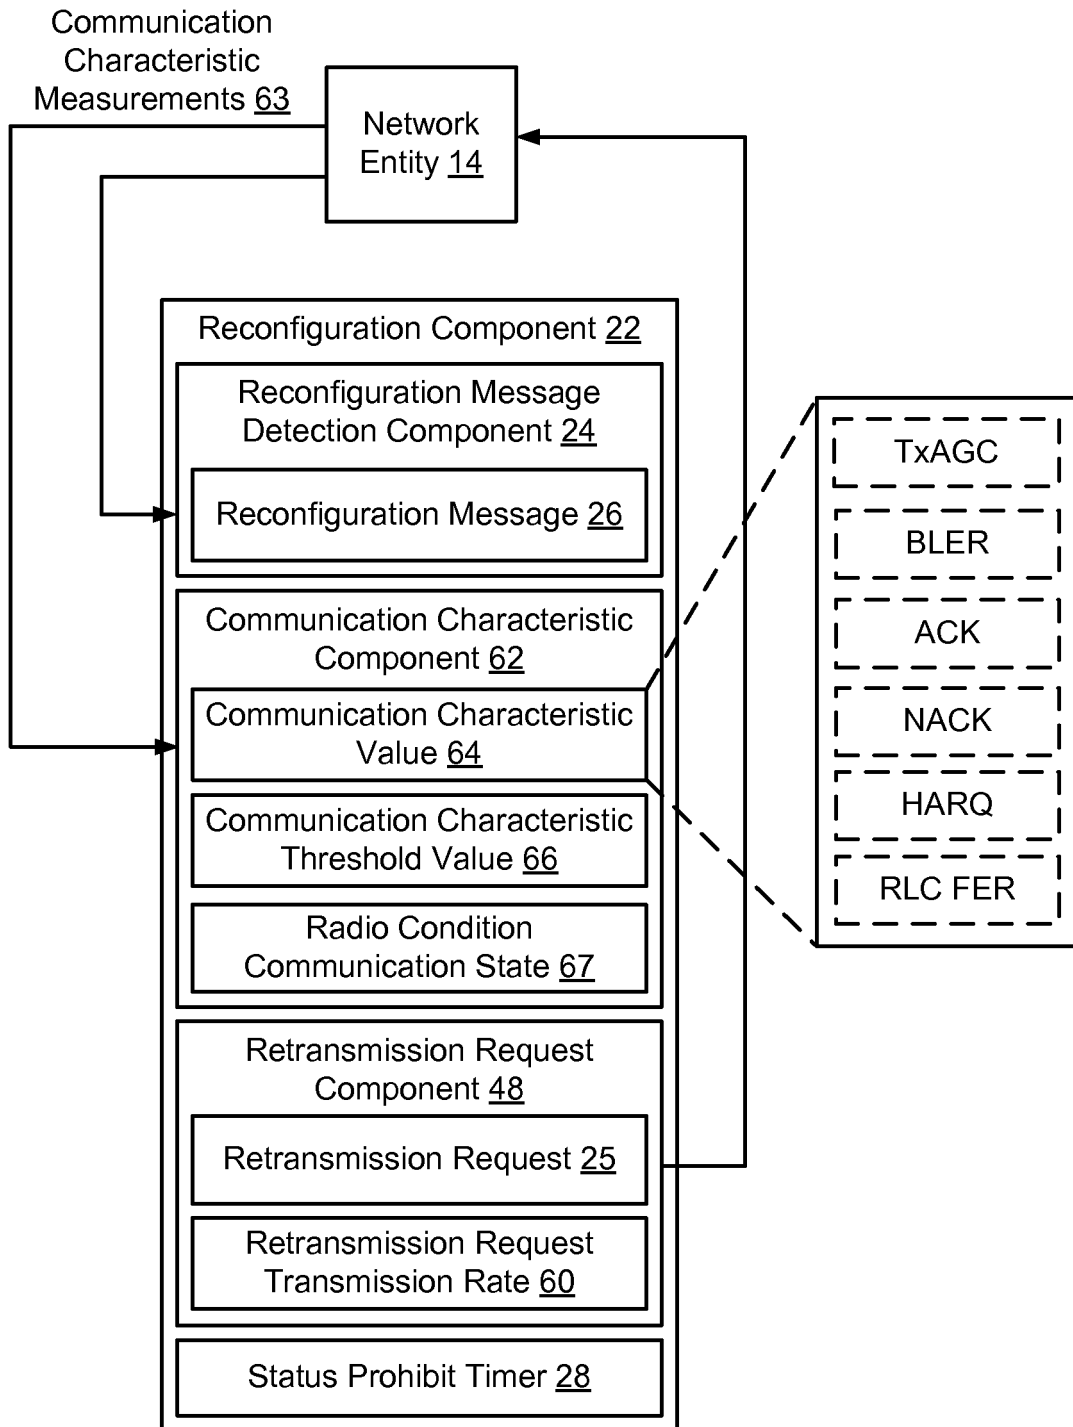 Communication
Characteristic
Measurements 63
Network
Entity 14
Reconfiguration Component 22
Reconfiguration Message
Detection Component 24
Reconfiguration Message 26
Communication Characteristic
Component 62
Communication Characteristic
Value 64
Communication Characteristic
Threshold Value 66
Radio Condition
Communication State 67
Retransmission Request
Component 48
Retransmission Request 25
Retransmission Request
Transmission Rate 60
Status Prohibit Timer 28
TxAGC
BLER
ACK
NACK
HARQ
RLC FER